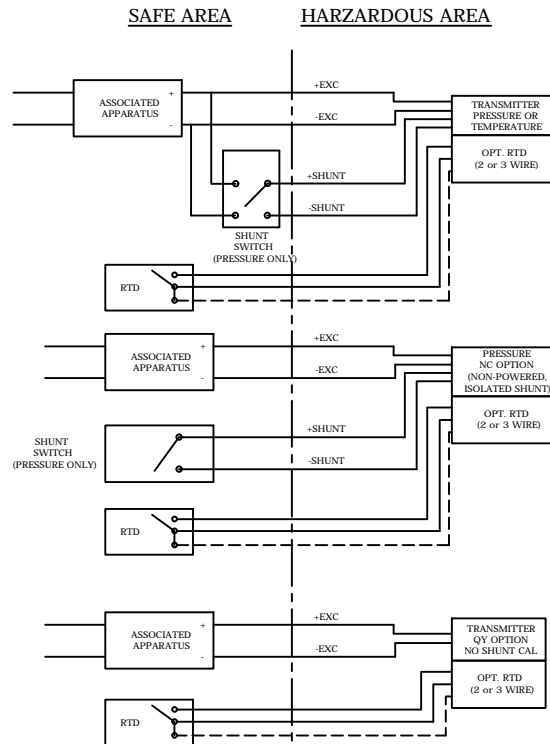 SAFE AREA
HARZARDOUS AREA
ASSOCIATED
APPARATUS
+
-
+EXC
-EXC
TRANSMITTER
PRESSURE OR
TEMPERATURE
OPT. RTD
(2 or 3 WIRE)
+SHUNT
-SHUNT
SHUNT
SWITCH
(PRESSURE ONLY)
RTD
ASSOCIATED
APPARATUS
+
-
+EXC
-EXC
PRESSURE
NC OPTION
(NON-POWERED,
ISOLATED SHUNT)
OPT. RTD
(2 or 3 WIRE)
SHUNT
SWITCH
(PRESSURE ONLY)
+SHUNT
-SHUNT
RTD
ASSOCIATED
APPARATUS
+
-
+EXC
-EXC
TRANSMITTER
QY OPTION
NO SHUNT CAL
OPT. RTD
(2 or 3 WIRE)
RTD